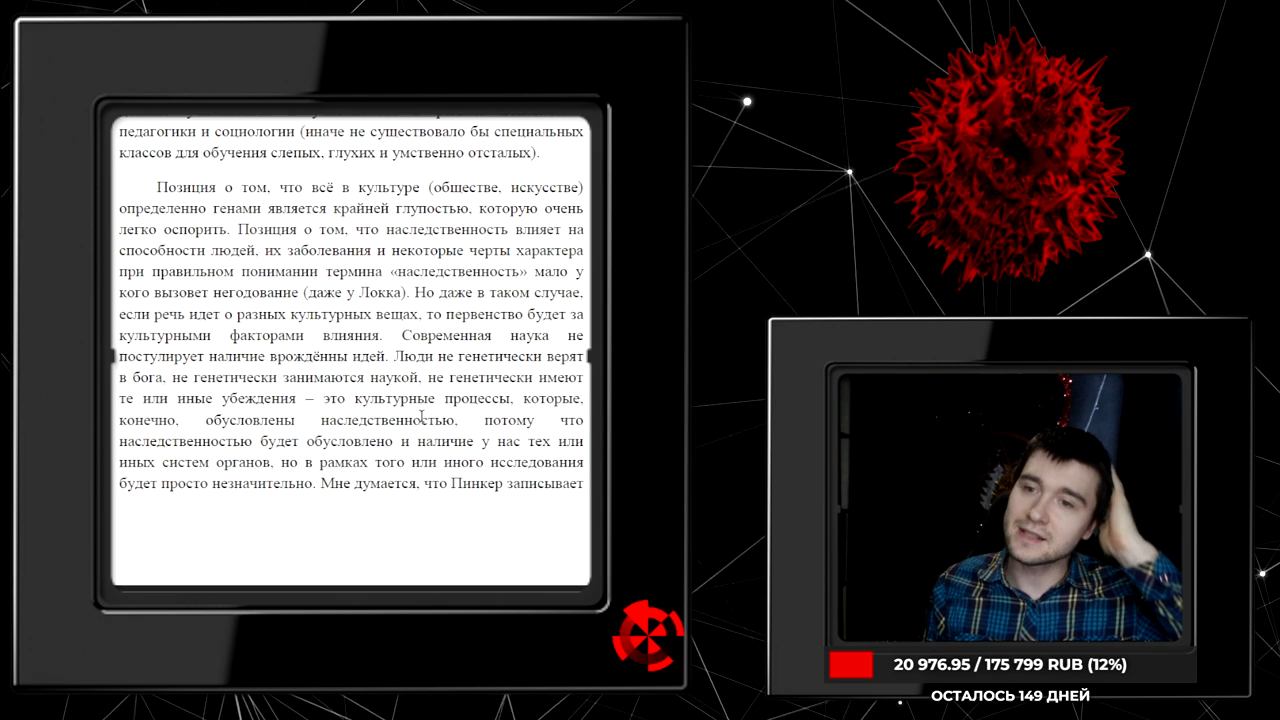 педагогики и социологии (иначе не существовало бы специальных
классов для обучения слепых, глухих и умственно отсталых).
Позиция о том, что всё в культуре (обществе, искусстве)
определенно генами является крайней глупостью, которую очень
легко оспорить. Позиция о том, что наследственность влияет на
способности людей, их заболевания и некоторые черты характера
при правильном понимании термина «наследственность» мало у
кого вызовет негодование (даже у Локка). Но даже в таком случае,
если речь идет о разных культурных вещах, то первенство будет за
культурными факторами влияния. Современная наука не
постулирует наличие врождённы идей. Люди не генетически верят
в бога, не генетически занимаются наукой, не генетически имеют
те или иные убеждения – это культурные процессы, которые,
конечно, обусловлены наследственностью, потому что
наследственностью будет обусловлено и наличие у нас тех или
иных систем органов, но в рамках того или иного исследования
будет просто незначительно. Мне думается, что Пинкер записывает
20 976.95 / 175 799 RUB (12%)
ОСТАЛОСЬ 149 ДНЕЙ